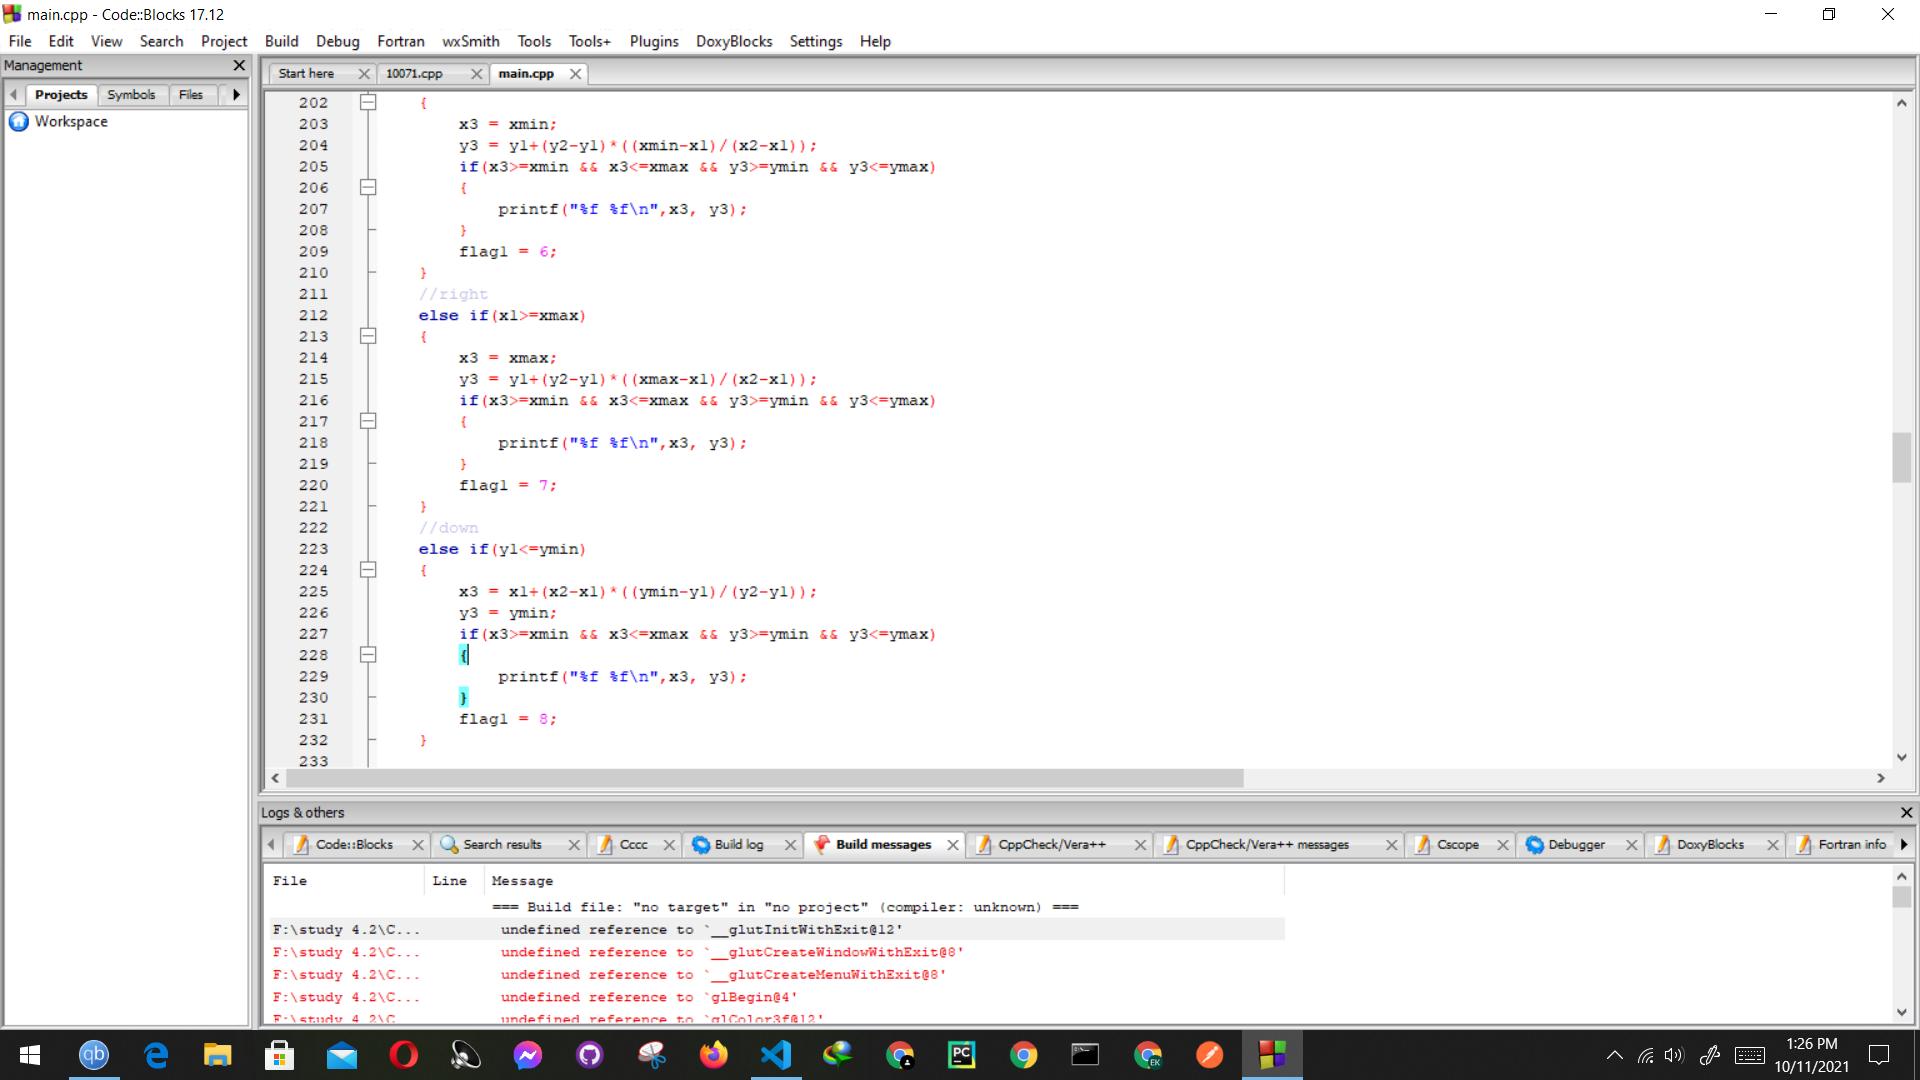 main.cpp - Code::Blocks 17.12
File Edit View Search Project Build Debug Fortran wxSmith Tools Tools+ Plugins DoxyBlocks Settings Help
Management
Projects Symbols Files
Workspace
Start here 10071.cpp main.cpp
202 {
203 x3 = xmin;
204 y3 = y1+(y2-y1)*((xmin-x1)/(x2-x1));
205 if(x3>=xmin && x3<=xmax && y3>=ymin && y3<=ymax)
206 {
207 printf("%f %f\n",x3, y3);
208 }
209 flag1 = 6;
210 }
211 //right
212 else if(x1>=xmax)
213 {
214 x3 = xmax;
215 y3 = y1+(y2-y1)*((xmax-x1)/(x2-x1));
216 if(x3>=xmin && x3<=xmax && y3>=ymin && y3<=ymax)
217 {
218 printf("%f %f\n",x3, y3);
219 }
220 flag1 = 7;
221 }
222 //down
223 else if(y1<=ymin)
224 {
225 x3 = x1+(x2-x1)*((ymin-y1)/(y2-y1));
226 y3 = ymin;
227 if(x3>=xmin && x3<=xmax && y3>=ymin && y3<=ymax)
228 {
229 printf("%f %f\n",x3, y3);
230 }
231 flag1 = 8;
232 }
233
Logs & others
Code::Blocks Search results Cccc Build log Build messages CppCheck/Vera++ CppCheck/Vera++ messages Cscope Debugger DoxyBlocks Fortran info
File Line Message
=== Build file: "no target" in "no project" (compiler: unknown) ===
F:\study 4.2\C... undefined reference to `__glutInitWithExit@12'
F:\study 4.2\C... undefined reference to `__glutCreateWindowWithExit@8'
F:\study 4.2\C... undefined reference to `__glutCreateMenuWithExit@8'
F:\study 4.2\C... undefined reference to `glBegin@4'
F:\study 4.2\C undefined reference to `glColor3f@12'
qb
PC
EK
1:26 PM
10/11/2021